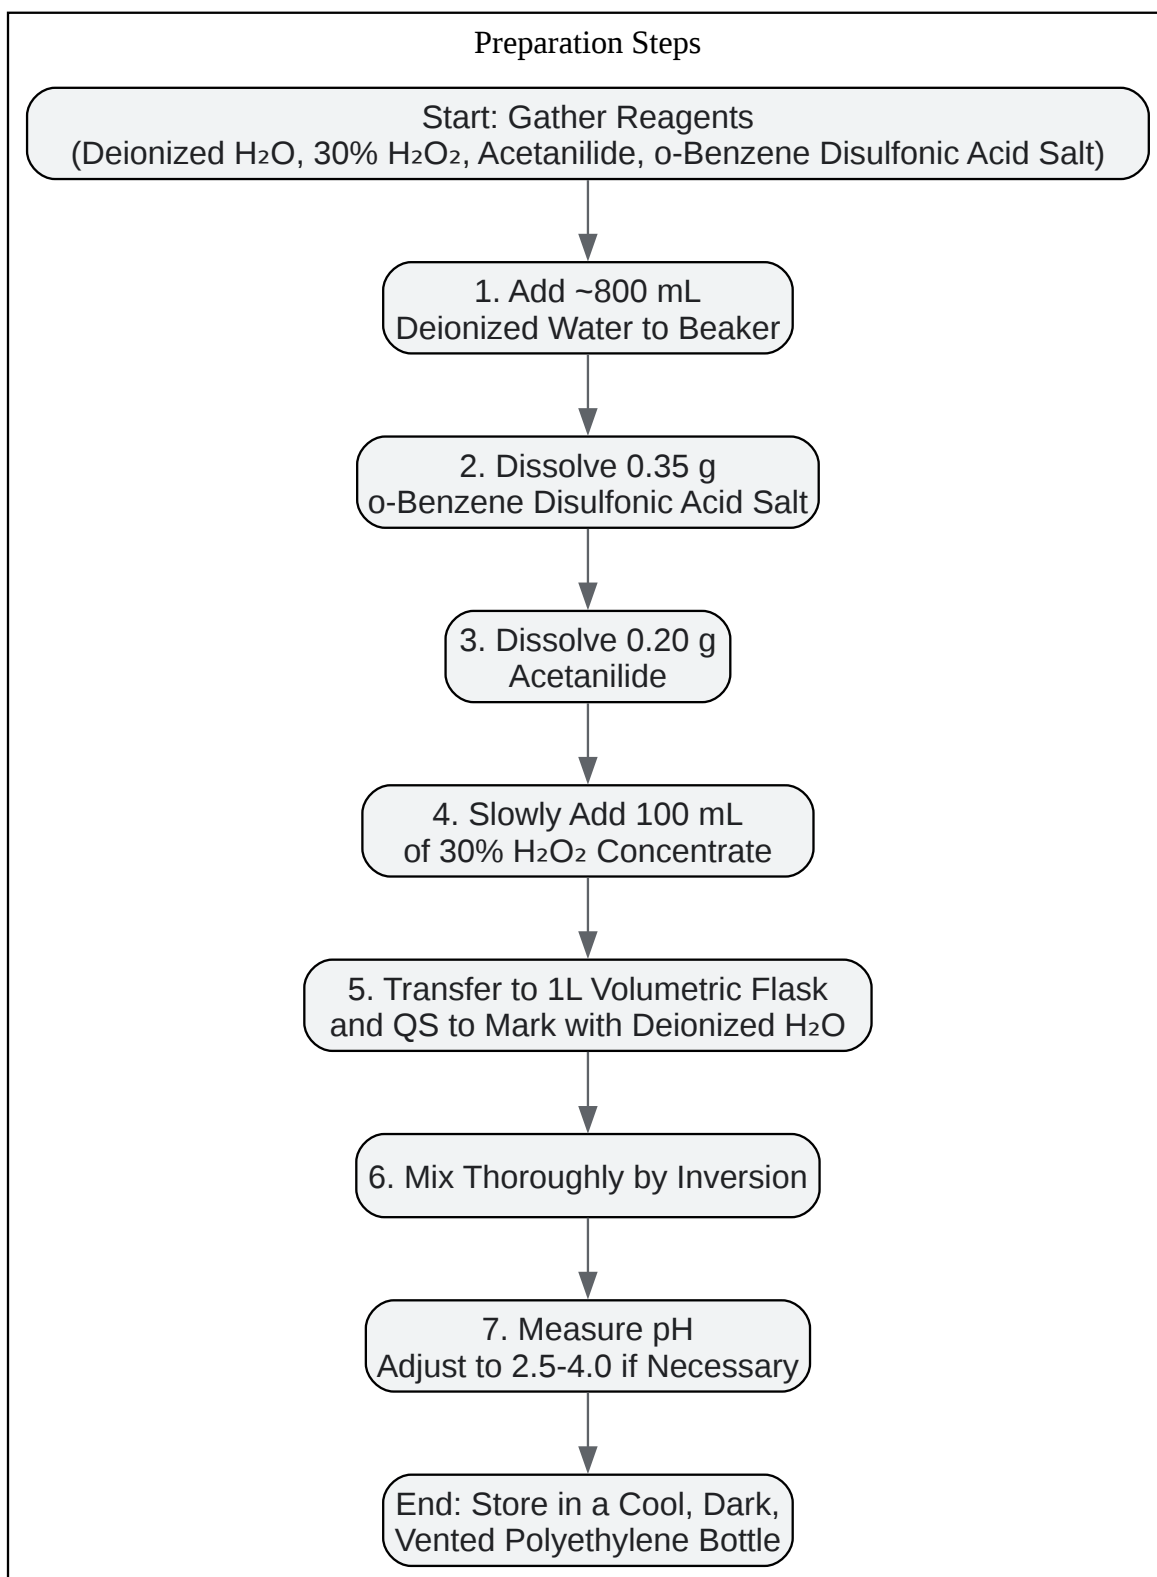 Preparation Steps
Start: Gather Reagents
(Deionized H₂O, 30% H₂O₂, Acetanilide, o-Benzene Disulfonic Acid Salt)
1. Add ~800 mL
Deionized Water to Beaker
2. Dissolve 0.35 g
o-Benzene Disulfonic Acid Salt
3. Dissolve 0.20 g
Acetanilide
4. Slowly Add 100 mL
of 30% H₂O₂ Concentrate
5. Transfer to 1L Volumetric Flask
and QS to Mark with Deionized H₂O
6. Mix Thoroughly by Inversion
7. Measure pH
Adjust to 2.5-4.0 if Necessary
End: Store in a Cool, Dark,
Vented Polyethylene Bottle